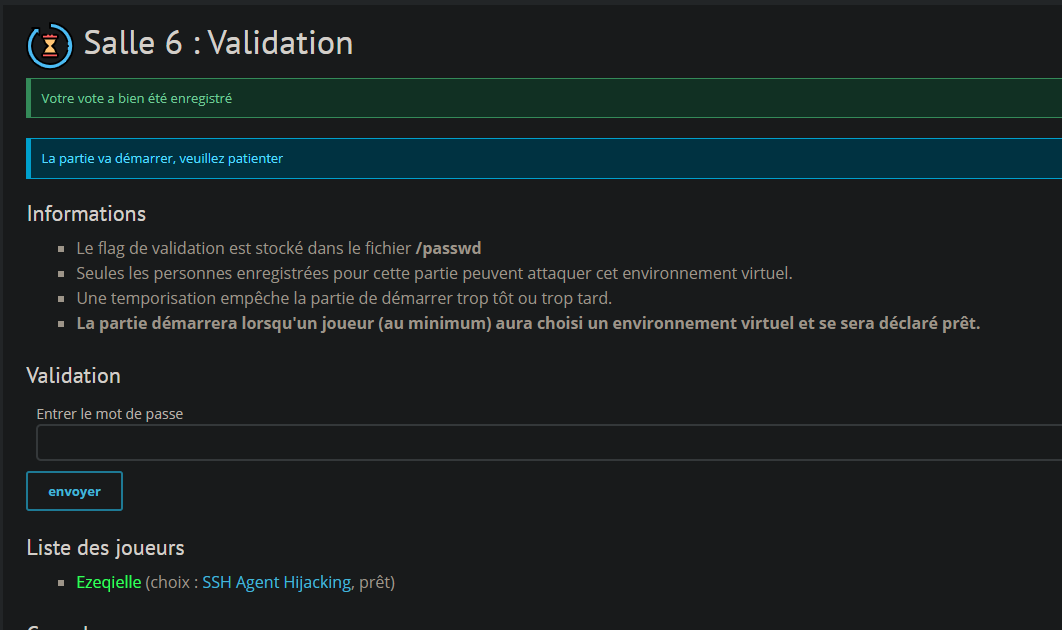 Salle 6 : Validation
Votre vote a bien été enregistré
La partie va démarrer, veuillez patienter
Informations
Le flag de validation est stocké dans le fichier /passwd
Seules les personnes enregistrées pour cette partie peuvent attaquer cet environnement virtuel.
Une temporisation empêche la partie de démarrer trop tôt ou trop tard.
La partie démarrera lorsqu'un joueur (au minimum) aura choisi un environnement virtuel et se sera déclaré prêt.
Validation
Entrer le mot de passe
envoyer
Liste des joueurs
Ezeqielle (choix : SSH Agent Hijacking, prêt)